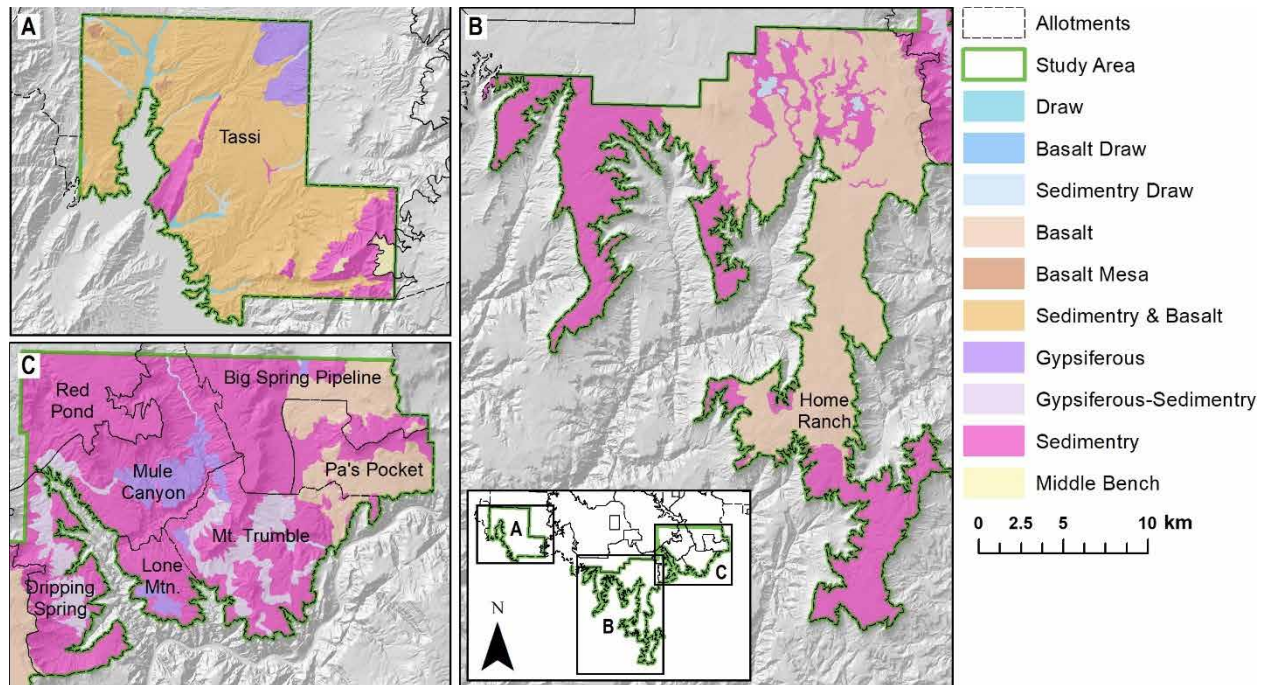 A
Tassi
B
Home
Ranch
C
Red
Pond
Big Spring Pipeline
Mule
Canyon
Pa's Pocket
Mt. Trumble
Lone
Mtn.
Dripping
Spring
A
B
C
N
Allotments
Study Area
Draw
Basalt Draw
Sedimentry Draw
Basalt
Basalt Mesa
Sedimentry & Basalt
Gypsiferous
Gypsiferous-Sedimentry
Sedimentry
Middle Bench
0 2.5 5 10 km